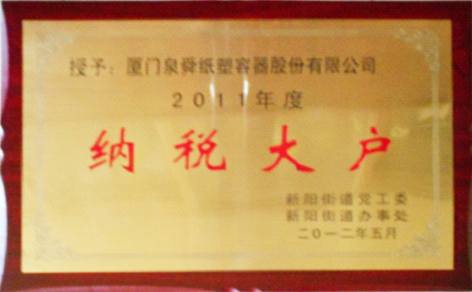 授予：厦门泉舜纸塑容器股份有限公司
2011年度
纳税大户
新阳街道党工委
新阳街道办事处
二〇一二年五月